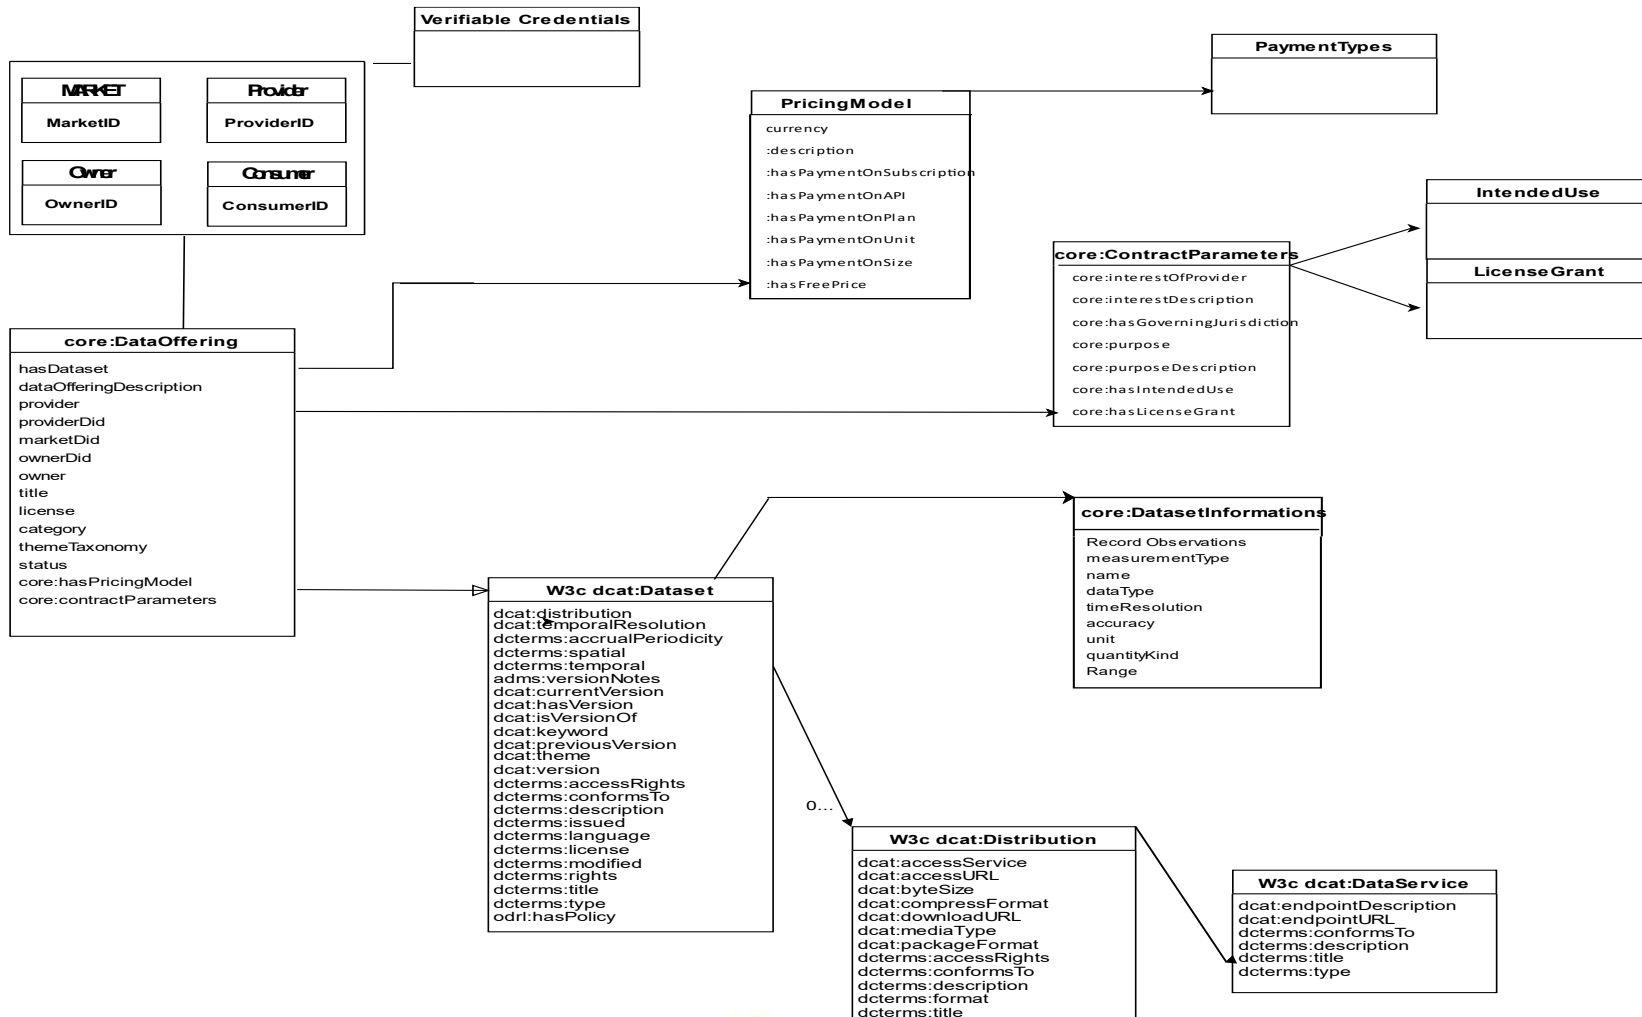 Verifiable Credentials
MARKET
MarketID
Provider
ProviderID
Owner
OwnerID
Consumer
ConsumerID
PaymentTypes
PricingModel
currency
:description
:hasPaymentOnSubscription
:hasPaymentOnAPI
:hasPaymentOnPlan
:hasPaymentOnUnit
:hasPaymentOnSize
:hasFreePrice
IntendedUse
LicenseGrant
core:ContractParameters
core:interestOfProvider
core:interestDescription
core:hasGoverningJurisdiction
core:purpose
core:purposeDescription
core:hasIntendedUse
core:hasLicenseGrant
core:DataOffering
hasDataset
dataOfferingDescription
provider
providerDid
marketDid
ownerDid
owner
title
license
category
themeTaxonomy
status
core:hasPricingModel
core:contractParameters
core:DatasetInformations
Record Observations
measurementType
name
dataType
timeResolution
accuracy
unit
quantityKind
Range
W3c dcat:Dataset
dcat:distribution
dcat:temporalResolution
dcterms:accrualPeriodicity
dcterms:spatial
dcterms:temporal
adms:versionNotes
dcat:currentVersion
dcat:hasVersion
dcat:isVersionOf
dcat:keyword
dcat:previousVersion
dcat:theme
dcat:version
dcterms:accessRights
dcterms:conformsTo
dcterms:description
dcterms:issued
dcterms:language
dcterms:license
dcterms:modified
dcterms:rights
dcterms:title
dcterms:type
odrl:hasPolicy
0...
W3c dcat:Distribution
dcat:accessService
dcat:accessURL
dcat:byteSize
dcat:compressFormat
dcat:downloadURL
dcat:mediaType
dcat:packageFormat
dcterms:accessRights
dcterms:conformsTo
dcterms:description
dcterms:format
dcterms:title
W3c dcat:DataService
dcat:endpointDescription
dcat:endpointURL
dcterms:conformsTo
dcterms:description
dcterms:title
dcterms:type